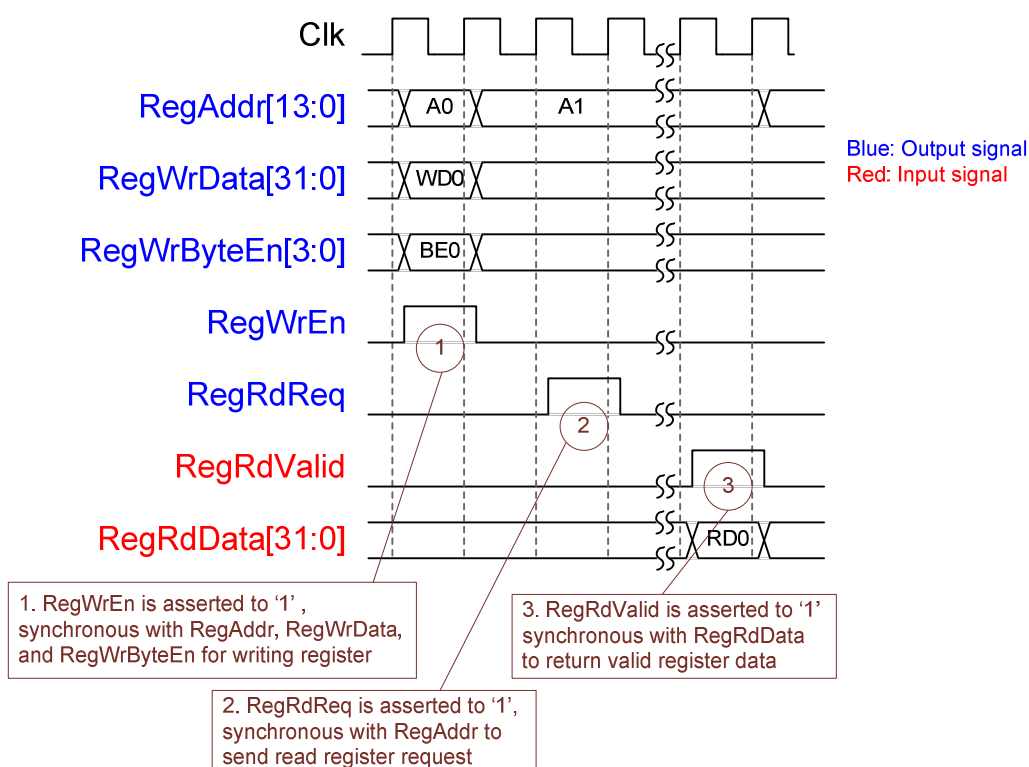 Clk
RegAddr[13:0]
A0
A1
Blue: Output signal
Red: Input signal
RegWrData[31:0]
WD0
RegWrByteEn[3:0]
BE0
RegWrEn
1
RegRdReq
2
RegRdValid
3
RegRdData[31:0]
RD0
1. RegWrEn is asserted to ‘1’ ,
synchronous with RegAddr, RegWrData,
and RegWrByteEn for writing register
3. RegRdValid is asserted to ‘1’
synchronous with RegRdData
to return valid register data
2. RegRdReq is asserted to ‘1’,
synchronous with RegAddr to
send read register request